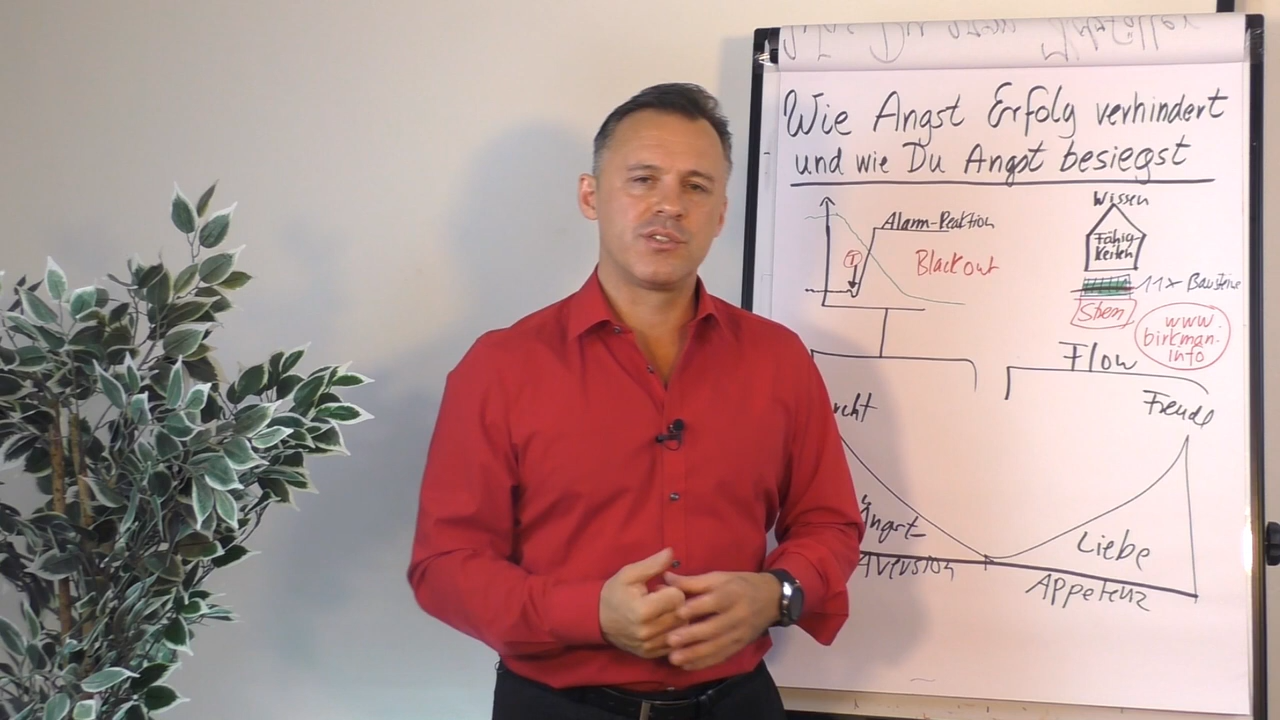 Wie Angst Erfolg verhindert
und wie Du Angst besiegst
Alarm-Reaktion
T
Blackout
Wissen
Fähig-
keiten
11x Bausteine
www.
birkman.
info
Flow
rcht
Freude
Angst
Liebe
Aversion
Appetenz